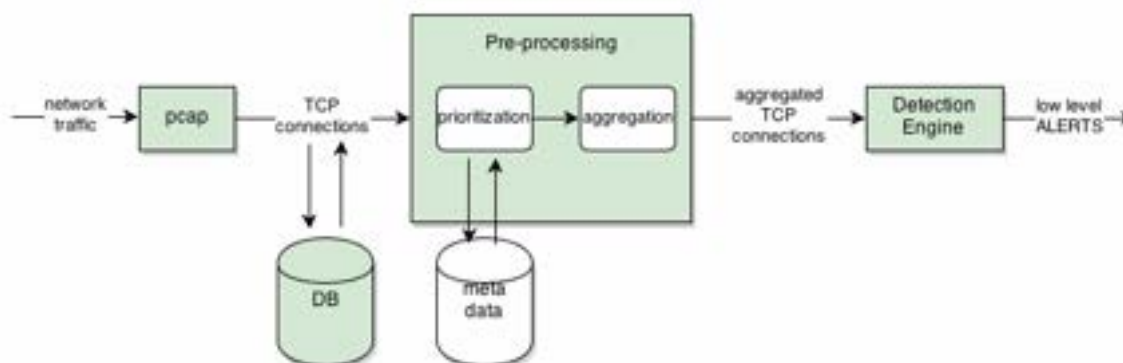 Pre-processing
network
traffic
pcap
TCP
connections
prioritization
aggregation
aggregated
TCP
connections
Detection
Engine
low level
ALERTS
DB
meta
data